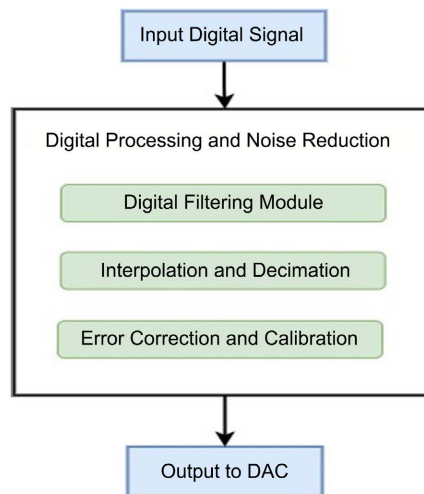 Input Digital Signal
Digital Processing and Noise Reduction
Digital Filtering Module
Interpolation and Decimation
Error Correction and Calibration
Output to DAC